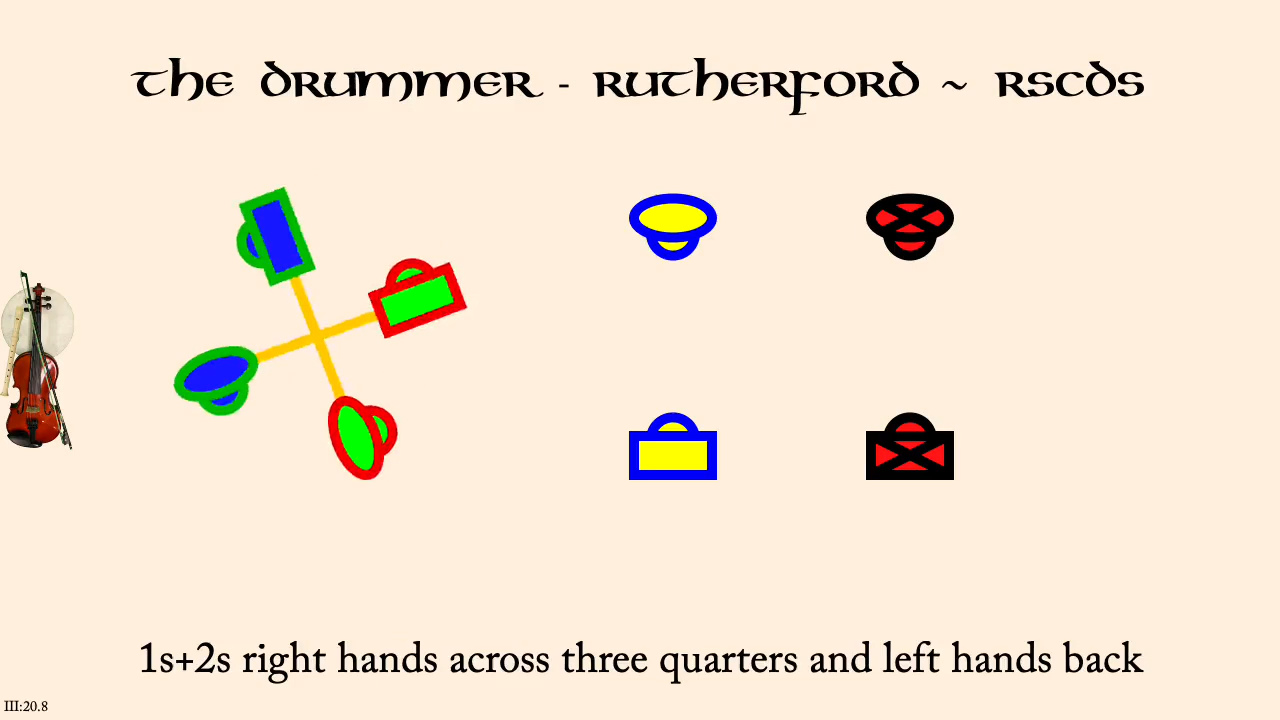 The Drummer - Rutherford ~ RSCDS
1s+2s right hands across three quarters and left hands back
III:20.8